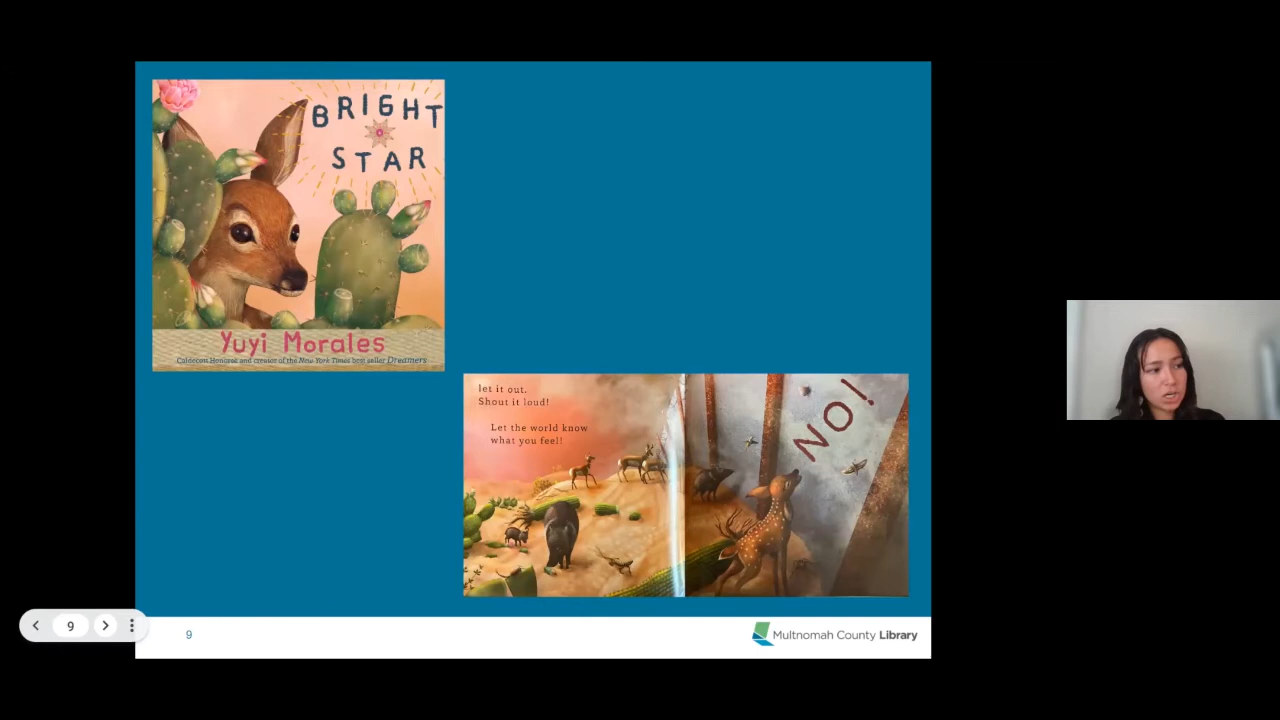 BRIGHT
STAR
Yuyi Morales
Caldecott Honoree and creator of the New York Times best seller Dreamers
let it out.
Shout it loud!
Let the world know
what you feel!
NO!
9
9
Multnomah County Library